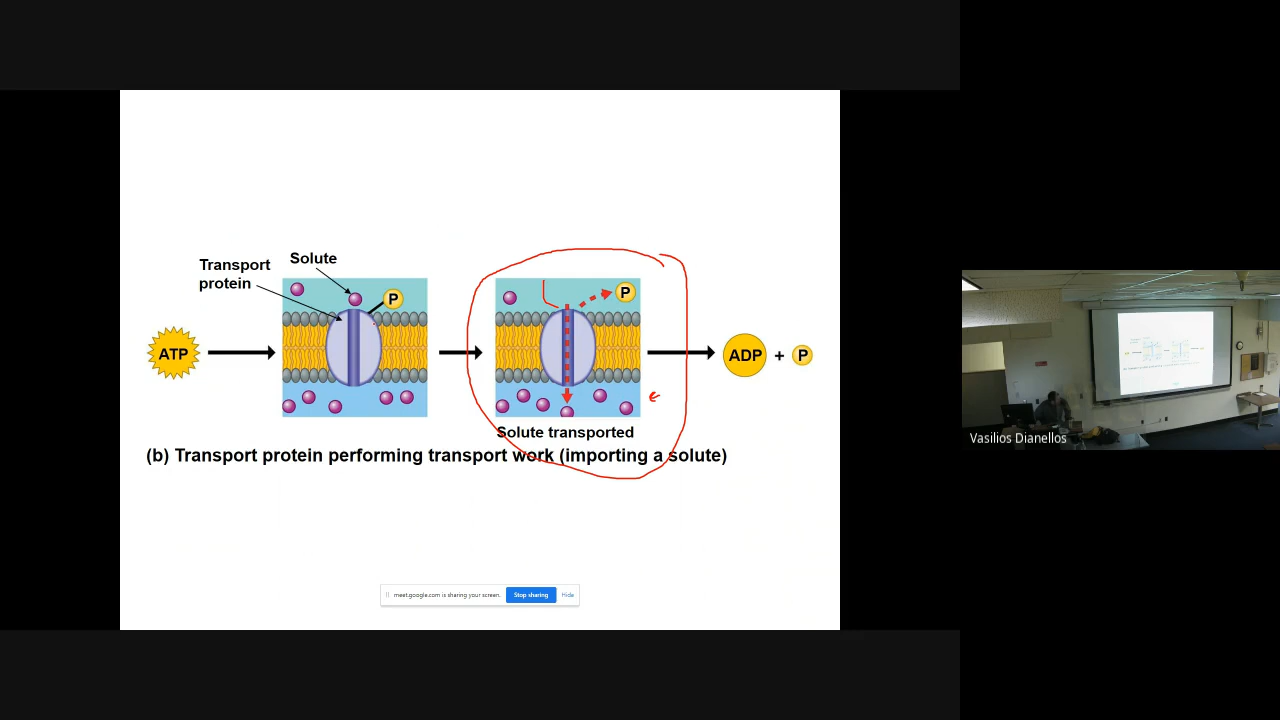 Solute
Transport
protein
P
P
ATP
ADP + P
Solute transported
(b) Transport protein performing transport work (importing a solute)
meet.google.com is sharing your screen.
Stop sharing
Hide
Vasilios Dianellos